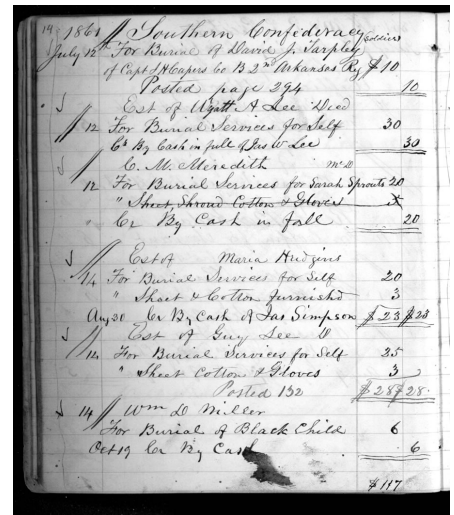 14 1861 Southern Confederacy soldiers
July 12th For Burial of David J. Tarpley
of Capt J H Capers Co B 2nd Arkansas Reg $10
Posted page 294 10
Est of Wyatt A Lee Died
12 For Burial Services for Self 30
Cr By Cash in full of Jas W Lee 30
C. M. Meredith
12 For Burial Services for Sarah Sprouts 20
" Sheet, Shroud Cotton & Gloves
Cr By Cash in full 20
Est of Maria Hudgins
14 For Burial Services for Self 20
" Sheet & Cotton furnishd 3
Aug 30 Cr By Cash of Jas Simpson $23 $23
Est of Guy Lee D
14 For Burial Services for Self 25
" Sheet Cotton & Gloves 3
Posted 132 $28 $28
14 Wm D Miller
For Burial of Black Child 6
Oct 19 Cr By Cash 6
$117